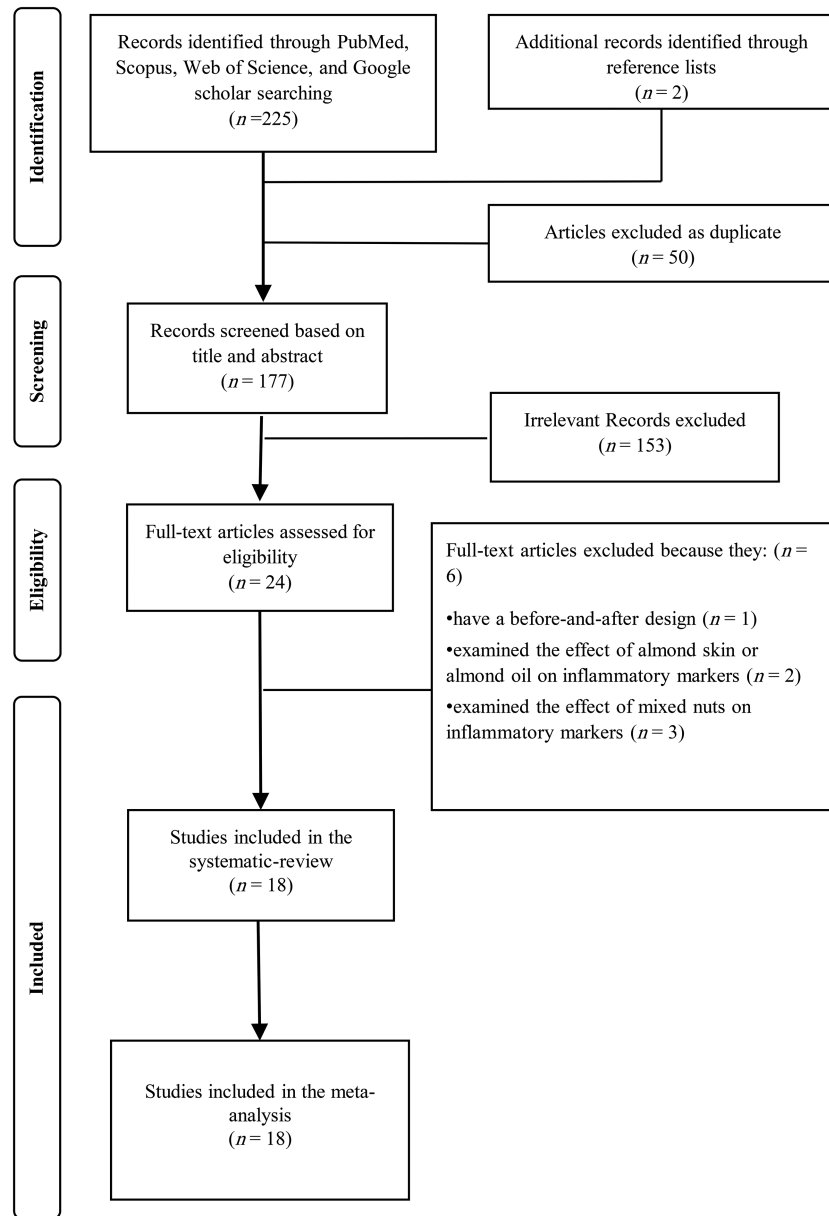 Identification
Records identified through PubMed,
Scopus, Web of Science, and Google
scholar searching
(n =225)
Additional records identified through
reference lists
(n = 2)
Articles excluded as duplicate
(n = 50)
Screening
Records screened based on
title and abstract
(n = 177)
Irrelevant Records excluded
(n = 153)
Eligibility
Full-text articles assessed for
eligibility
(n = 24)
Full-text articles excluded because they: (n =
6)
•have a before-and-after design (n = 1)
•examined the effect of almond skin or
almond oil on inflammatory markers (n = 2)
•examined the effect of mixed nuts on
inflammatory markers (n = 3)
Included
Studies included in the
systematic-review
(n = 18)
Studies included in the meta-
analysis
(n = 18)